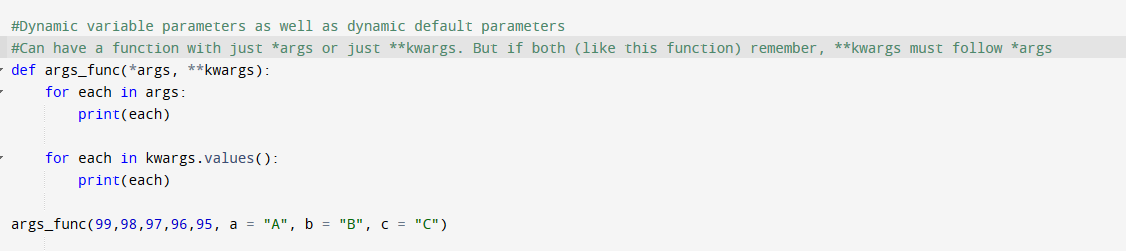 #Dynamic variable parameters as well as dynamic default parameters
#Can have a function with just *args or just **kwargs. But if both (like this function) remember, **kwargs must follow *args
def args_func(*args, **kwargs):
    for each in args:
        print(each)

    for each in kwargs.values():
        print(each)

args_func(99,98,97,96,95, a = "A", b = "B", c = "C")